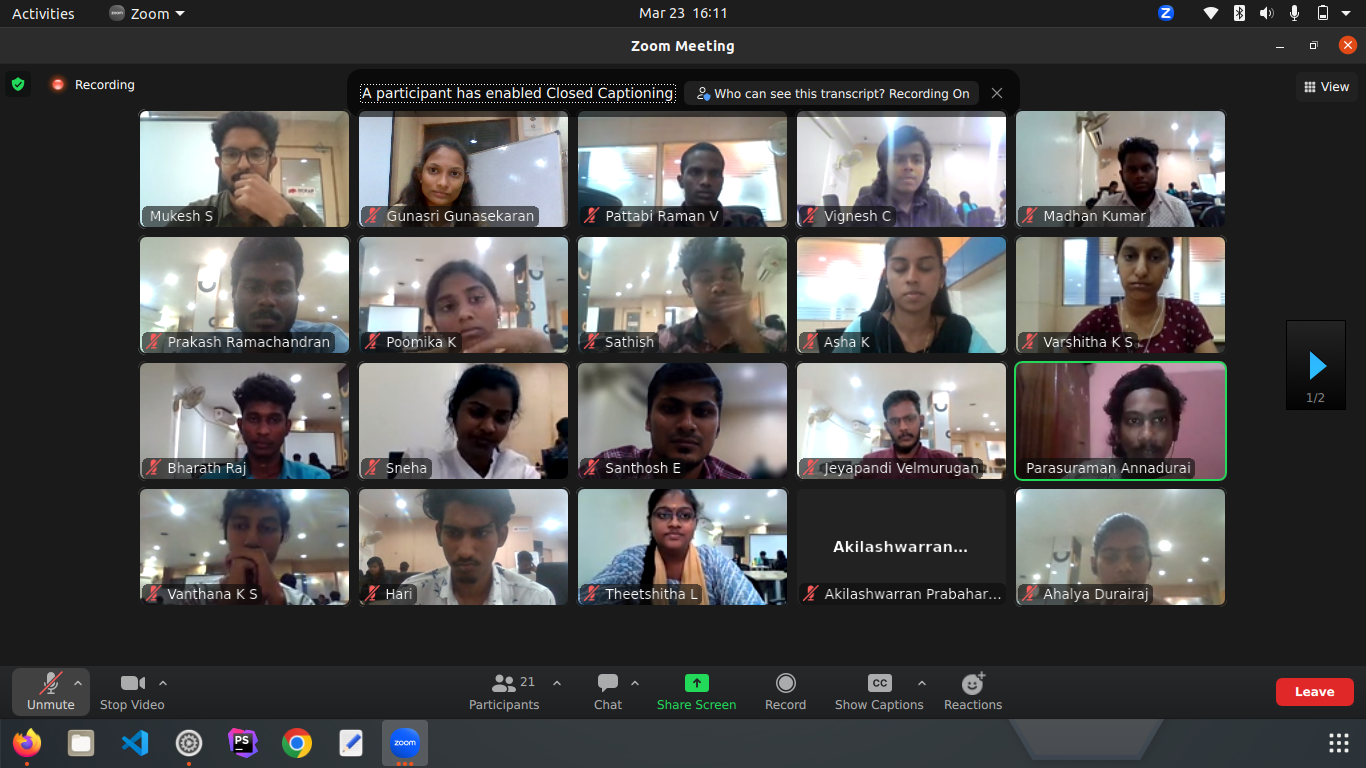 Activities
Zoom
Mar 23 16:11
Zoom Meeting
Recording
A participant has enabled Closed Captioning
Who can see this transcript? Recording On
View
Mukesh S
Gunasri Gunasekaran
Pattabi Raman V
Vignesh C
Madhan Kumar
Prakash Ramachandran
Poomika K
Sathish
Asha K
Varshitha K S
1/2
Bharath Raj
Sneha
Santhosh E
Jeyapandi Velmurugan
Parasuraman Annadurai
Akilashwarran...
Vanthana K S
Hari
Theetshitha L
Akilashwarran Prabahar...
Ahalya Durairaj
Unmute
Stop Video
21
Participants
Chat
Share Screen
Record
CC
Show Captions
Reactions
Leave
PS
zoom